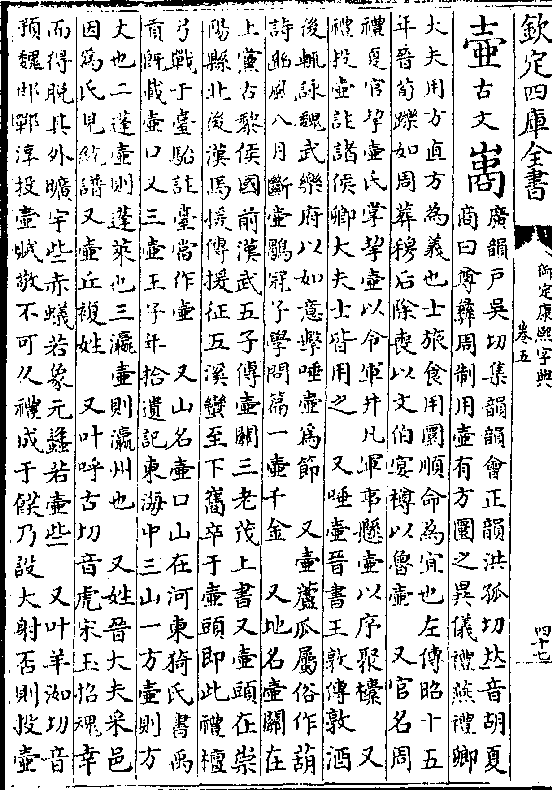 欽定四庫全書
御定康熙字典
卷五
四十七
壺古文𡔲廣韻戸吳切集韻韻會正韻洪孤切𠀤音胡夏
商曰尊彝周制用壺有方圜之異儀禮燕禮卿
大夫用方直方為義也士旅食用圜順命為宜也左傳昭十五
年晉荀躒如周葬穆后除喪以文伯宴樽以魯壺 又官名周
禮夏官挈壺氏掌挈壺以令軍井凡軍事懸壺以序聚㯓 又
禮投壺註諸侯卿大夫士皆用之 又唾壺晉書王敦傳敦酒
後輒詠魏武樂府以如意擊唾壺爲節 又壺蘆瓜屬俗作葫
詩豳風八月斷壺鶡冠子學問篇一壺千金 又地名壺關在
上黨古黎侯國前漢武五子傳壺關三老茂上書又壺頭在崇
陽縣北後漢馬援傳援征五溪蠻至下雋卒于壺頭即此禮檀
弓戰于臺駘註臺當作壺 又山名壺口山在河東猗氏書禹
貢旣載壺口又三壺王子年拾遺記東海中三山一方壺則方
丈也二蓬壺則蓬萊也三瀛壺則瀛州也 又姓晉大夫采邑
因爲氏見統譜又壺丘複姓 又叶呼古切音虎宋玉招魂幸
而得脫其外曠宇些赤蟻若象元蠭若壺些 又叶羊洳切音
預魏邯鄲淳投壺賦敬不可久禮成于飫乃設大射否則投壺